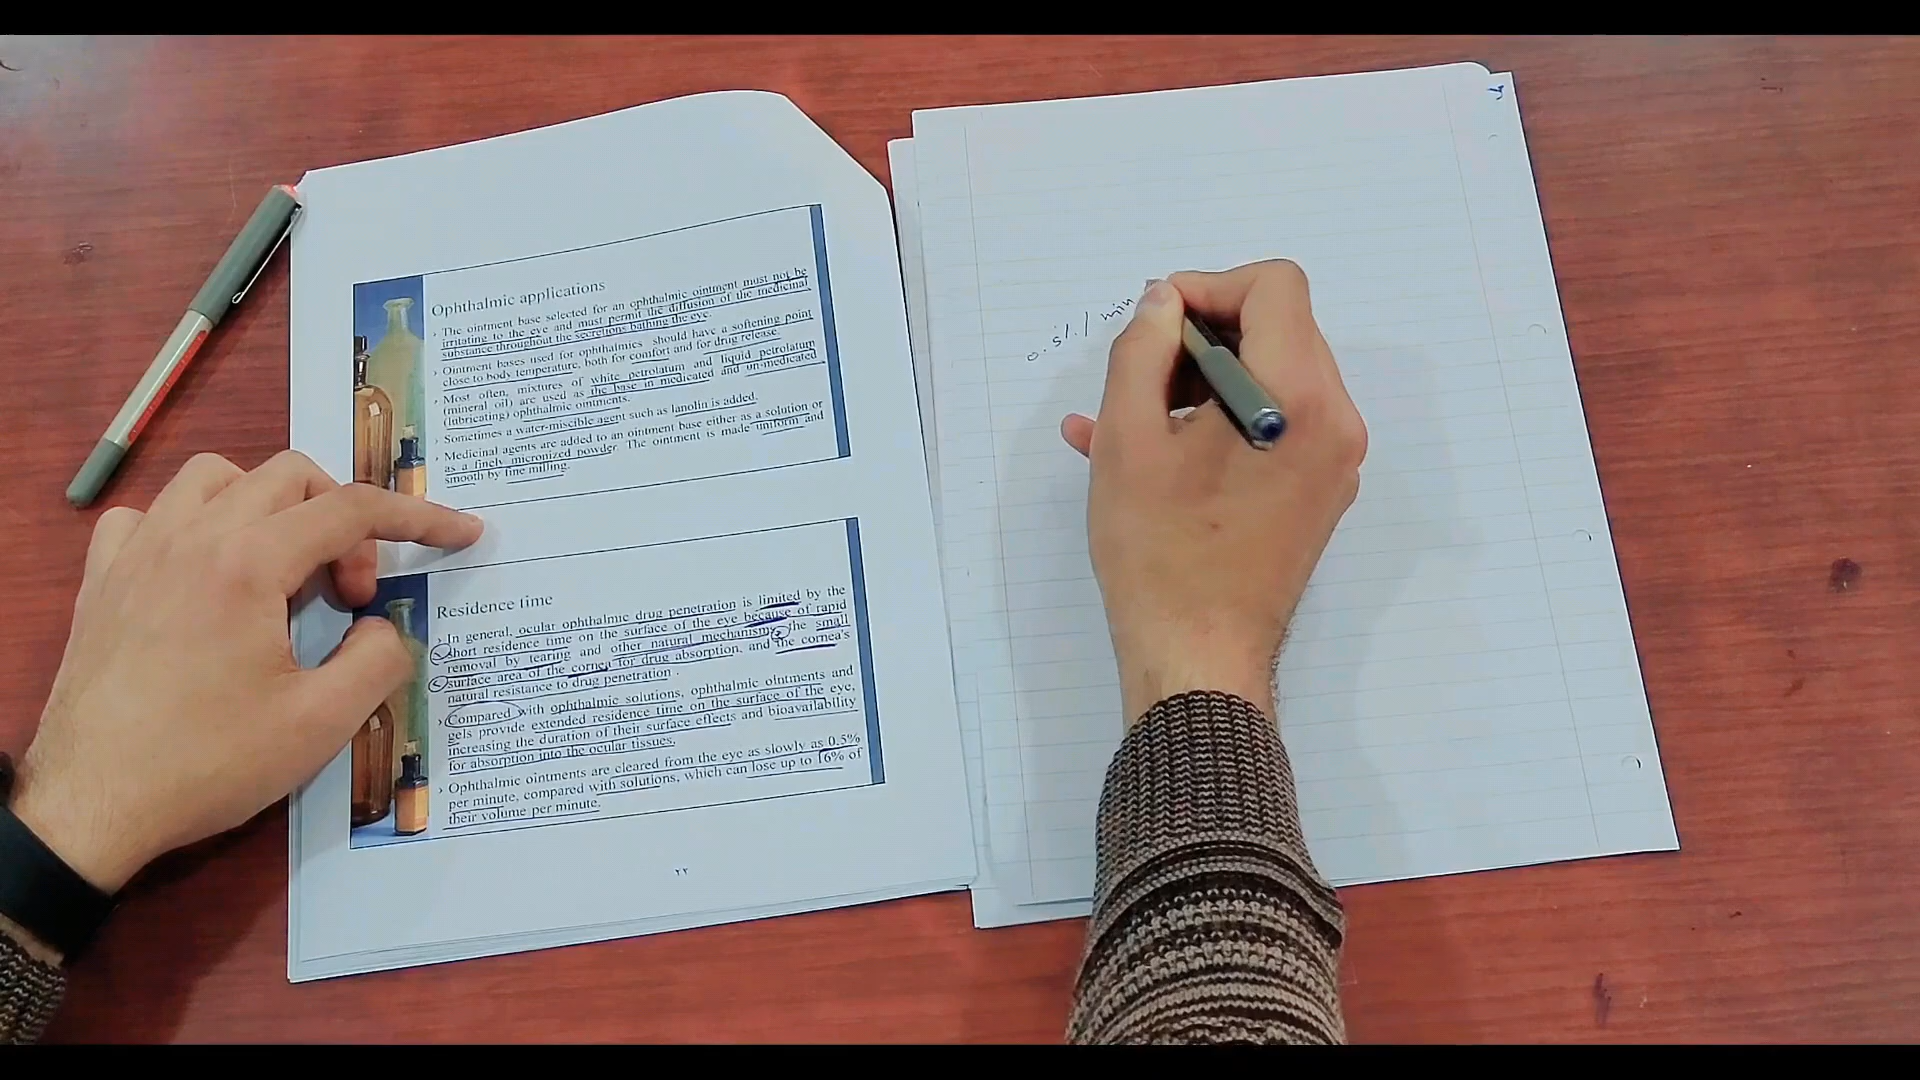 Ophthalmic applications
› The ointment base selected for an ophthalmic ointment must not be
irritating to the eye and must permit the diffusion of the medicinal
substance throughout the secretions bathing the eye.
› Ointment bases used for ophthalmics should have a softening point
close to body temperature, both for comfort and for drug release.
› Most often, mixtures of white petrolatum and liquid petrolatum
(mineral oil) are used as the base in medicated and un-medicated
(lubricating) ophthalmic ointments.
› Sometimes a water-miscible agent such as lanolin is added.
› Medicinal agents are added to an ointment base either as a solution or
as a finely micronized powder. The ointment is made uniform and
smooth by fine milling.
Residence time
› In general, ocular ophthalmic drug penetration is limited by the
short residence time on the surface of the eye because of rapid
removal by tearing and other natural mechanisms, the small
surface area of the cornea for drug absorption, and the cornea's
natural resistance to drug penetration.
› Compared with ophthalmic solutions, ophthalmic ointments and
gels provide extended residence time on the surface of the eye,
increasing the duration of their surface effects and bioavailability
for absorption into the ocular tissues.
› Ophthalmic ointments are cleared from the eye as slowly as 0.5%
per minute, compared with solutions, which can lose up to 16% of
their volume per minute.
٢٢
0.5% / min